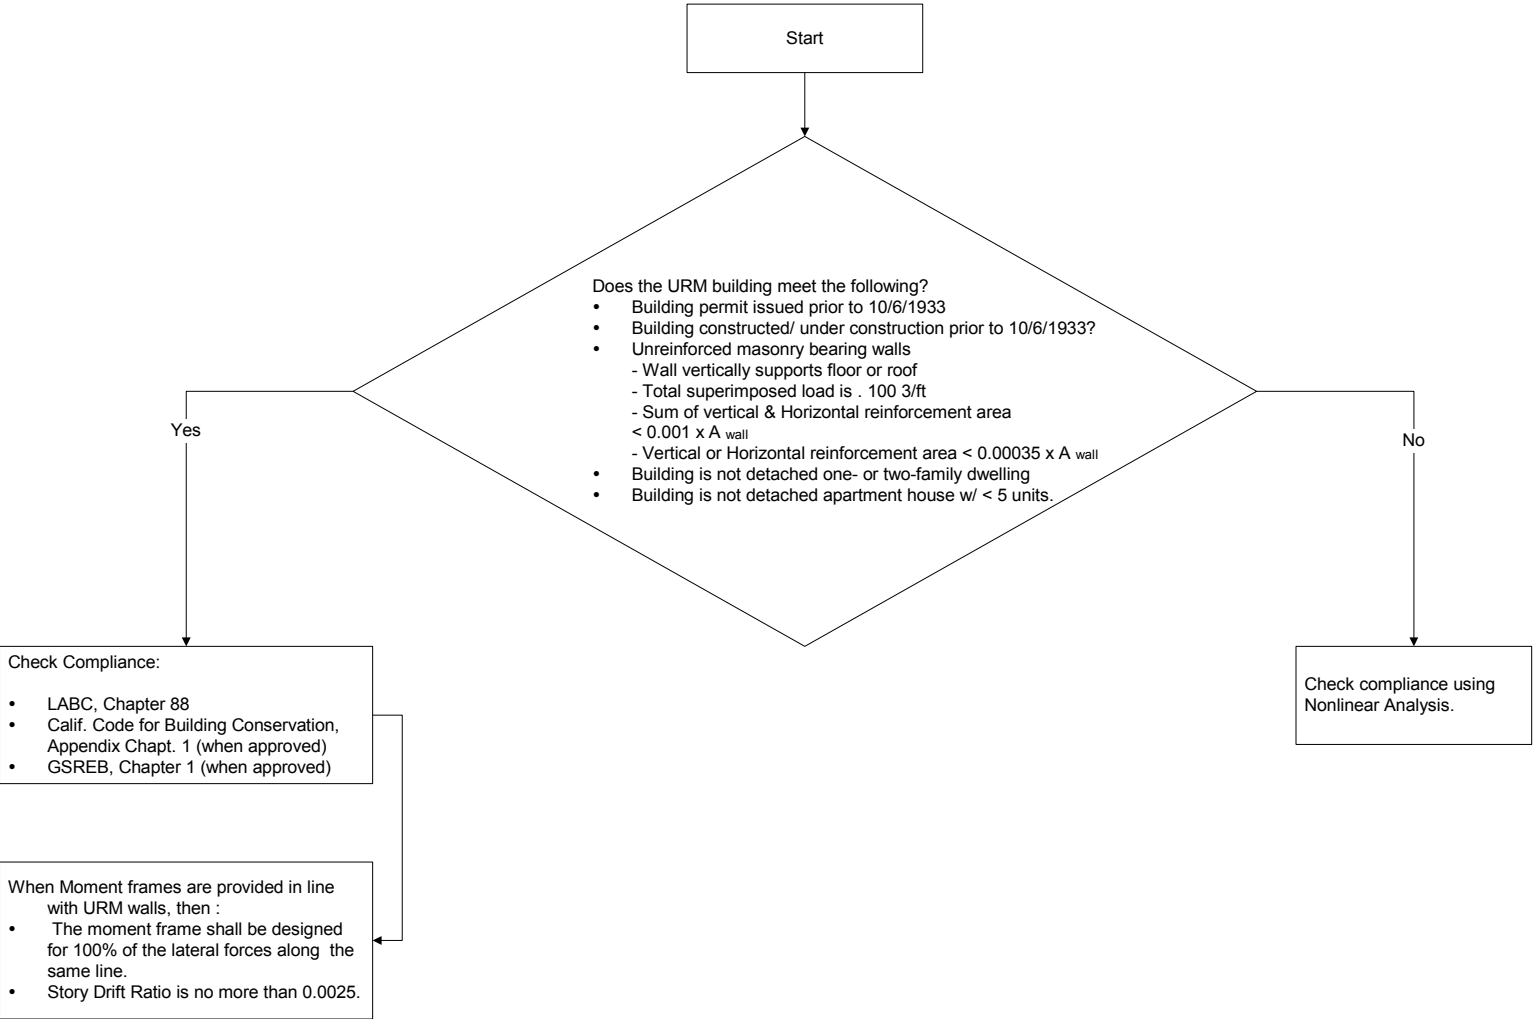 Start
Does the URM building meet the following?
• Building permit issued prior to 10/6/1933
• Building constructed/ under construction prior to 10/6/1933?
• Unreinforced masonry bearing walls
- Wall vertically supports floor or roof
- Total superimposed load is . 100 3/ft
- Sum of vertical & Horizontal reinforcement area
< 0.001 x A wall
- Vertical or Horizontal reinforcement area < 0.00035 x A wall
• Building is not detached one- or two-family dwelling
• Building is not detached apartment house w/ < 5 units.
Yes
No
Check Compliance:
• LABC, Chapter 88
• Calif. Code for Building Conservation,
Appendix Chapt. 1 (when approved)
• GSREB, Chapter 1 (when approved)
Check compliance using
Nonlinear Analysis.
When Moment frames are provided in line
with URM walls, then :
• The moment frame shall be designed
for 100% of the lateral forces along the
same line.
• Story Drift Ratio is no more than 0.0025.